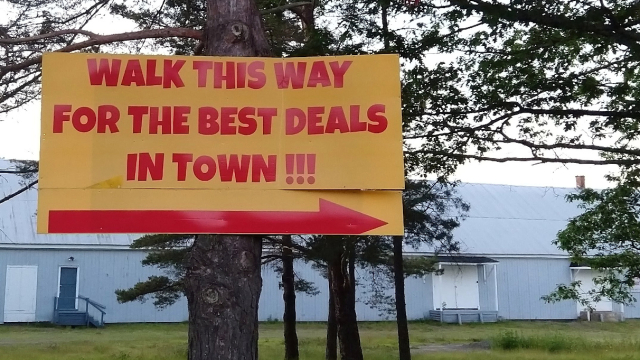 WALK THIS WAY
FOR THE BEST DEALS
IN TOWN !!!